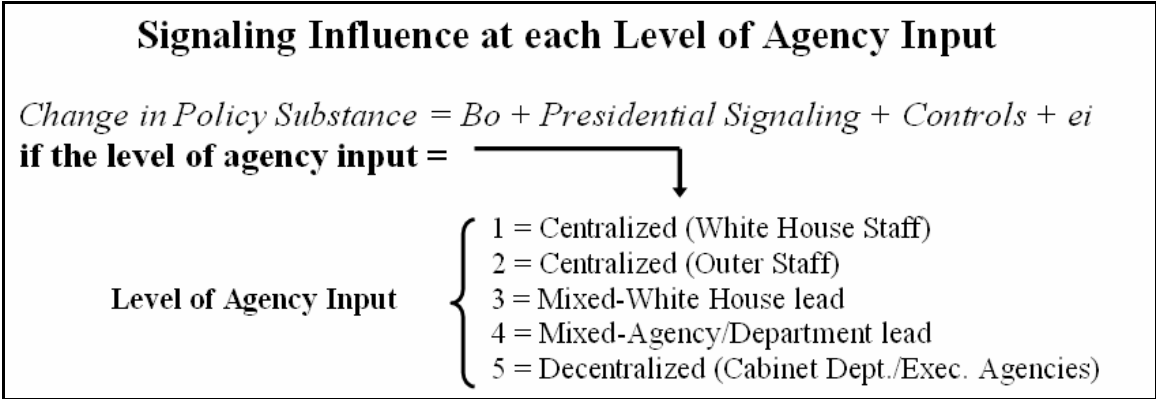 Signaling Influence at each Level of Agency Input
Change in Policy Substance = Bo + Presidential Signaling + Controls + ei
if the level of agency input =
1 = Centralized (White House Staff)
2 = Centralized (Outer Staff)
Level of Agency Input
3 = Mixed-White House lead
4 = Mixed-Agency/Department lead
5 = Decentralized (Cabinet Dept./Exec. Agencies)